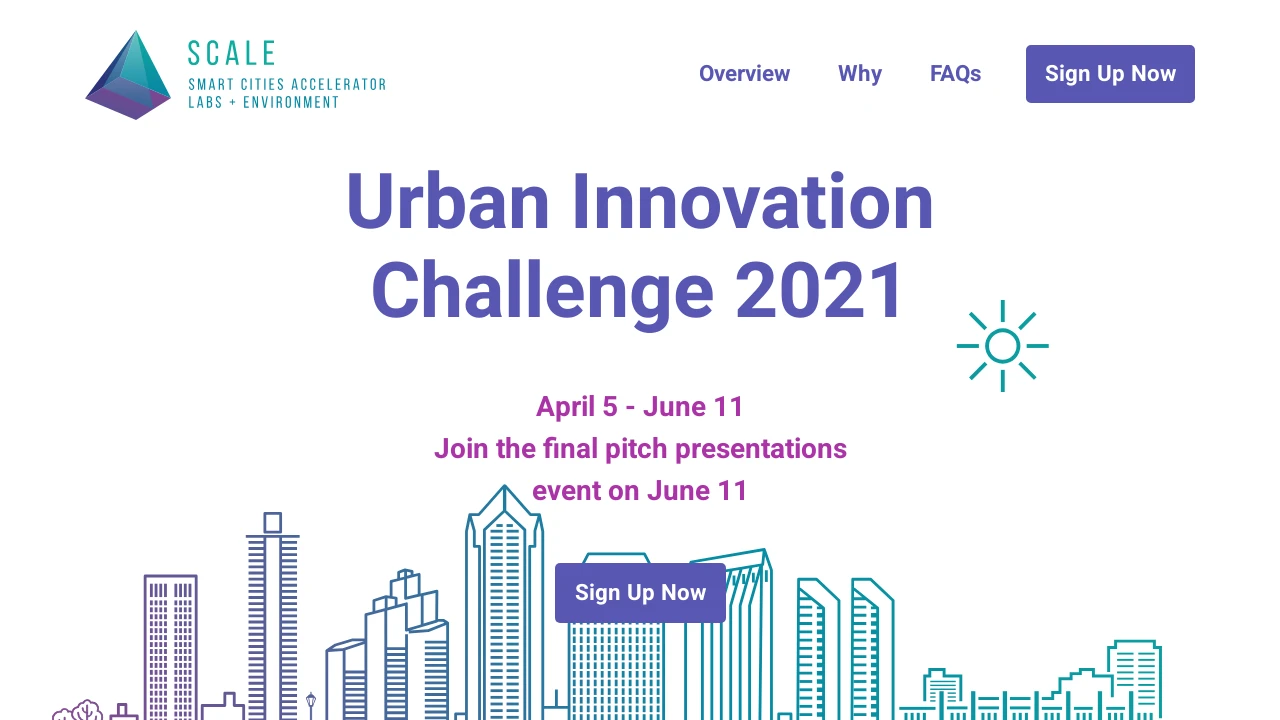 SCALE
SMART CITIES ACCELERATOR
LABS + ENVIRONMENT
Overview
Why
FAQs
Sign Up Now
Urban Innovation
Challenge 2021
April 5 - June 11
Join the final pitch presentations
event on June 11
Sign Up Now